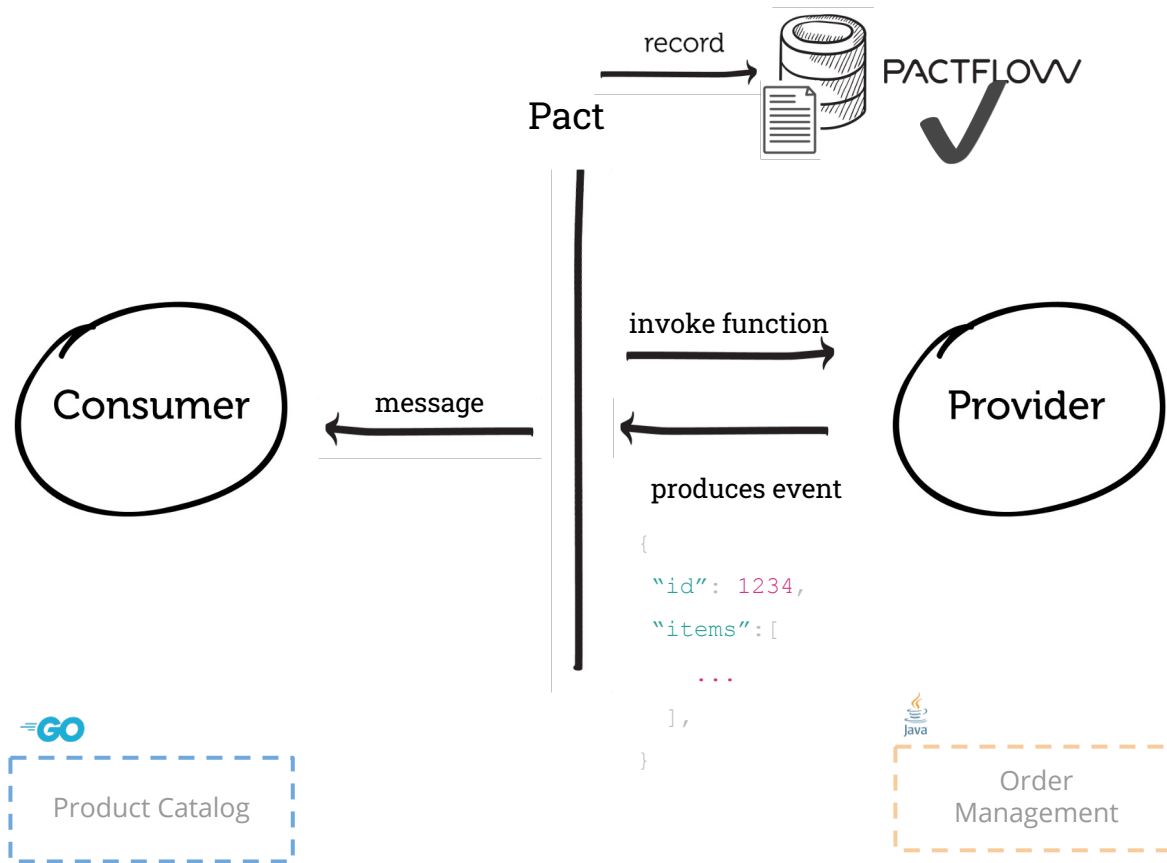 record
PACTFLOW
Pact
invoke function
Consumer
message
Provider
produces event
{
“id”: 1234,
“items”:[
...
],
}
GO
Java
Product Catalog
Order
Management